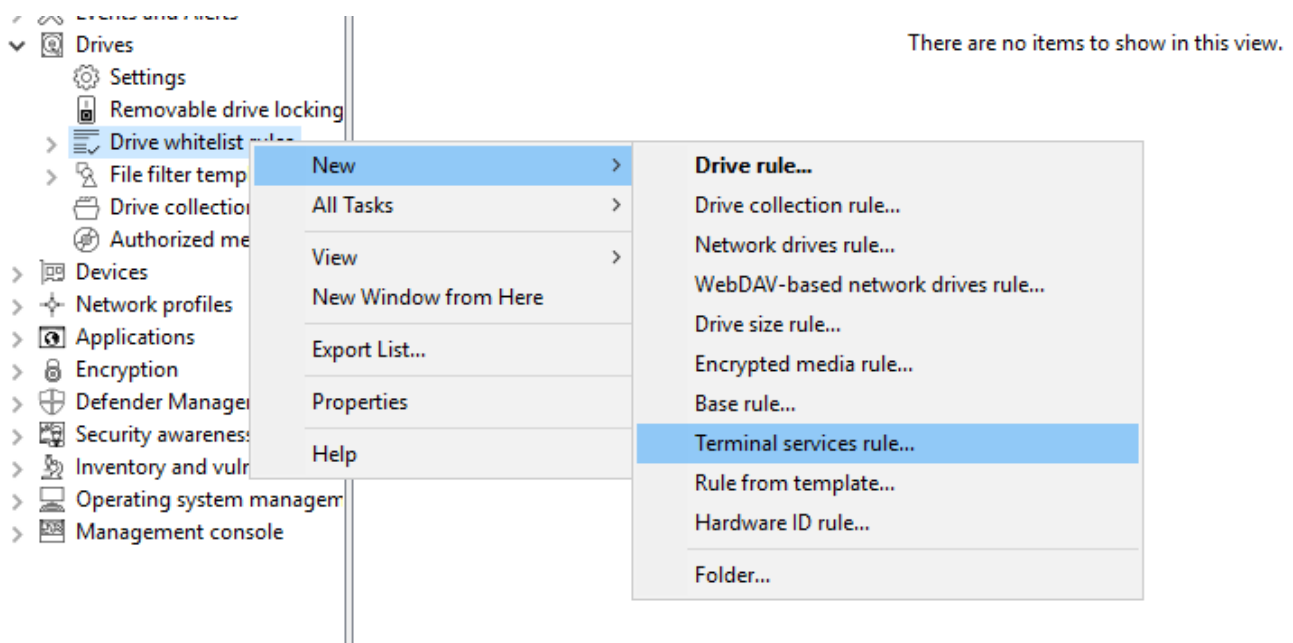 Events and Alerts
Drives
Settings
Removable drive locking
Drive whitelist rules
File filter temp
Drive collection
Authorized me
Devices
Network profiles
Applications
Encryption
Defender Manager
Security awareness
Inventory and vulr
Operating system managem
Management console
There are no items to show in this view.
New
All Tasks
View
New Window from Here
Export List...
Properties
Help
Drive rule...
Drive collection rule...
Network drives rule...
WebDAV-based network drives rule...
Drive size rule...
Encrypted media rule...
Base rule...
Terminal services rule...
Rule from template...
Hardware ID rule...
Folder...